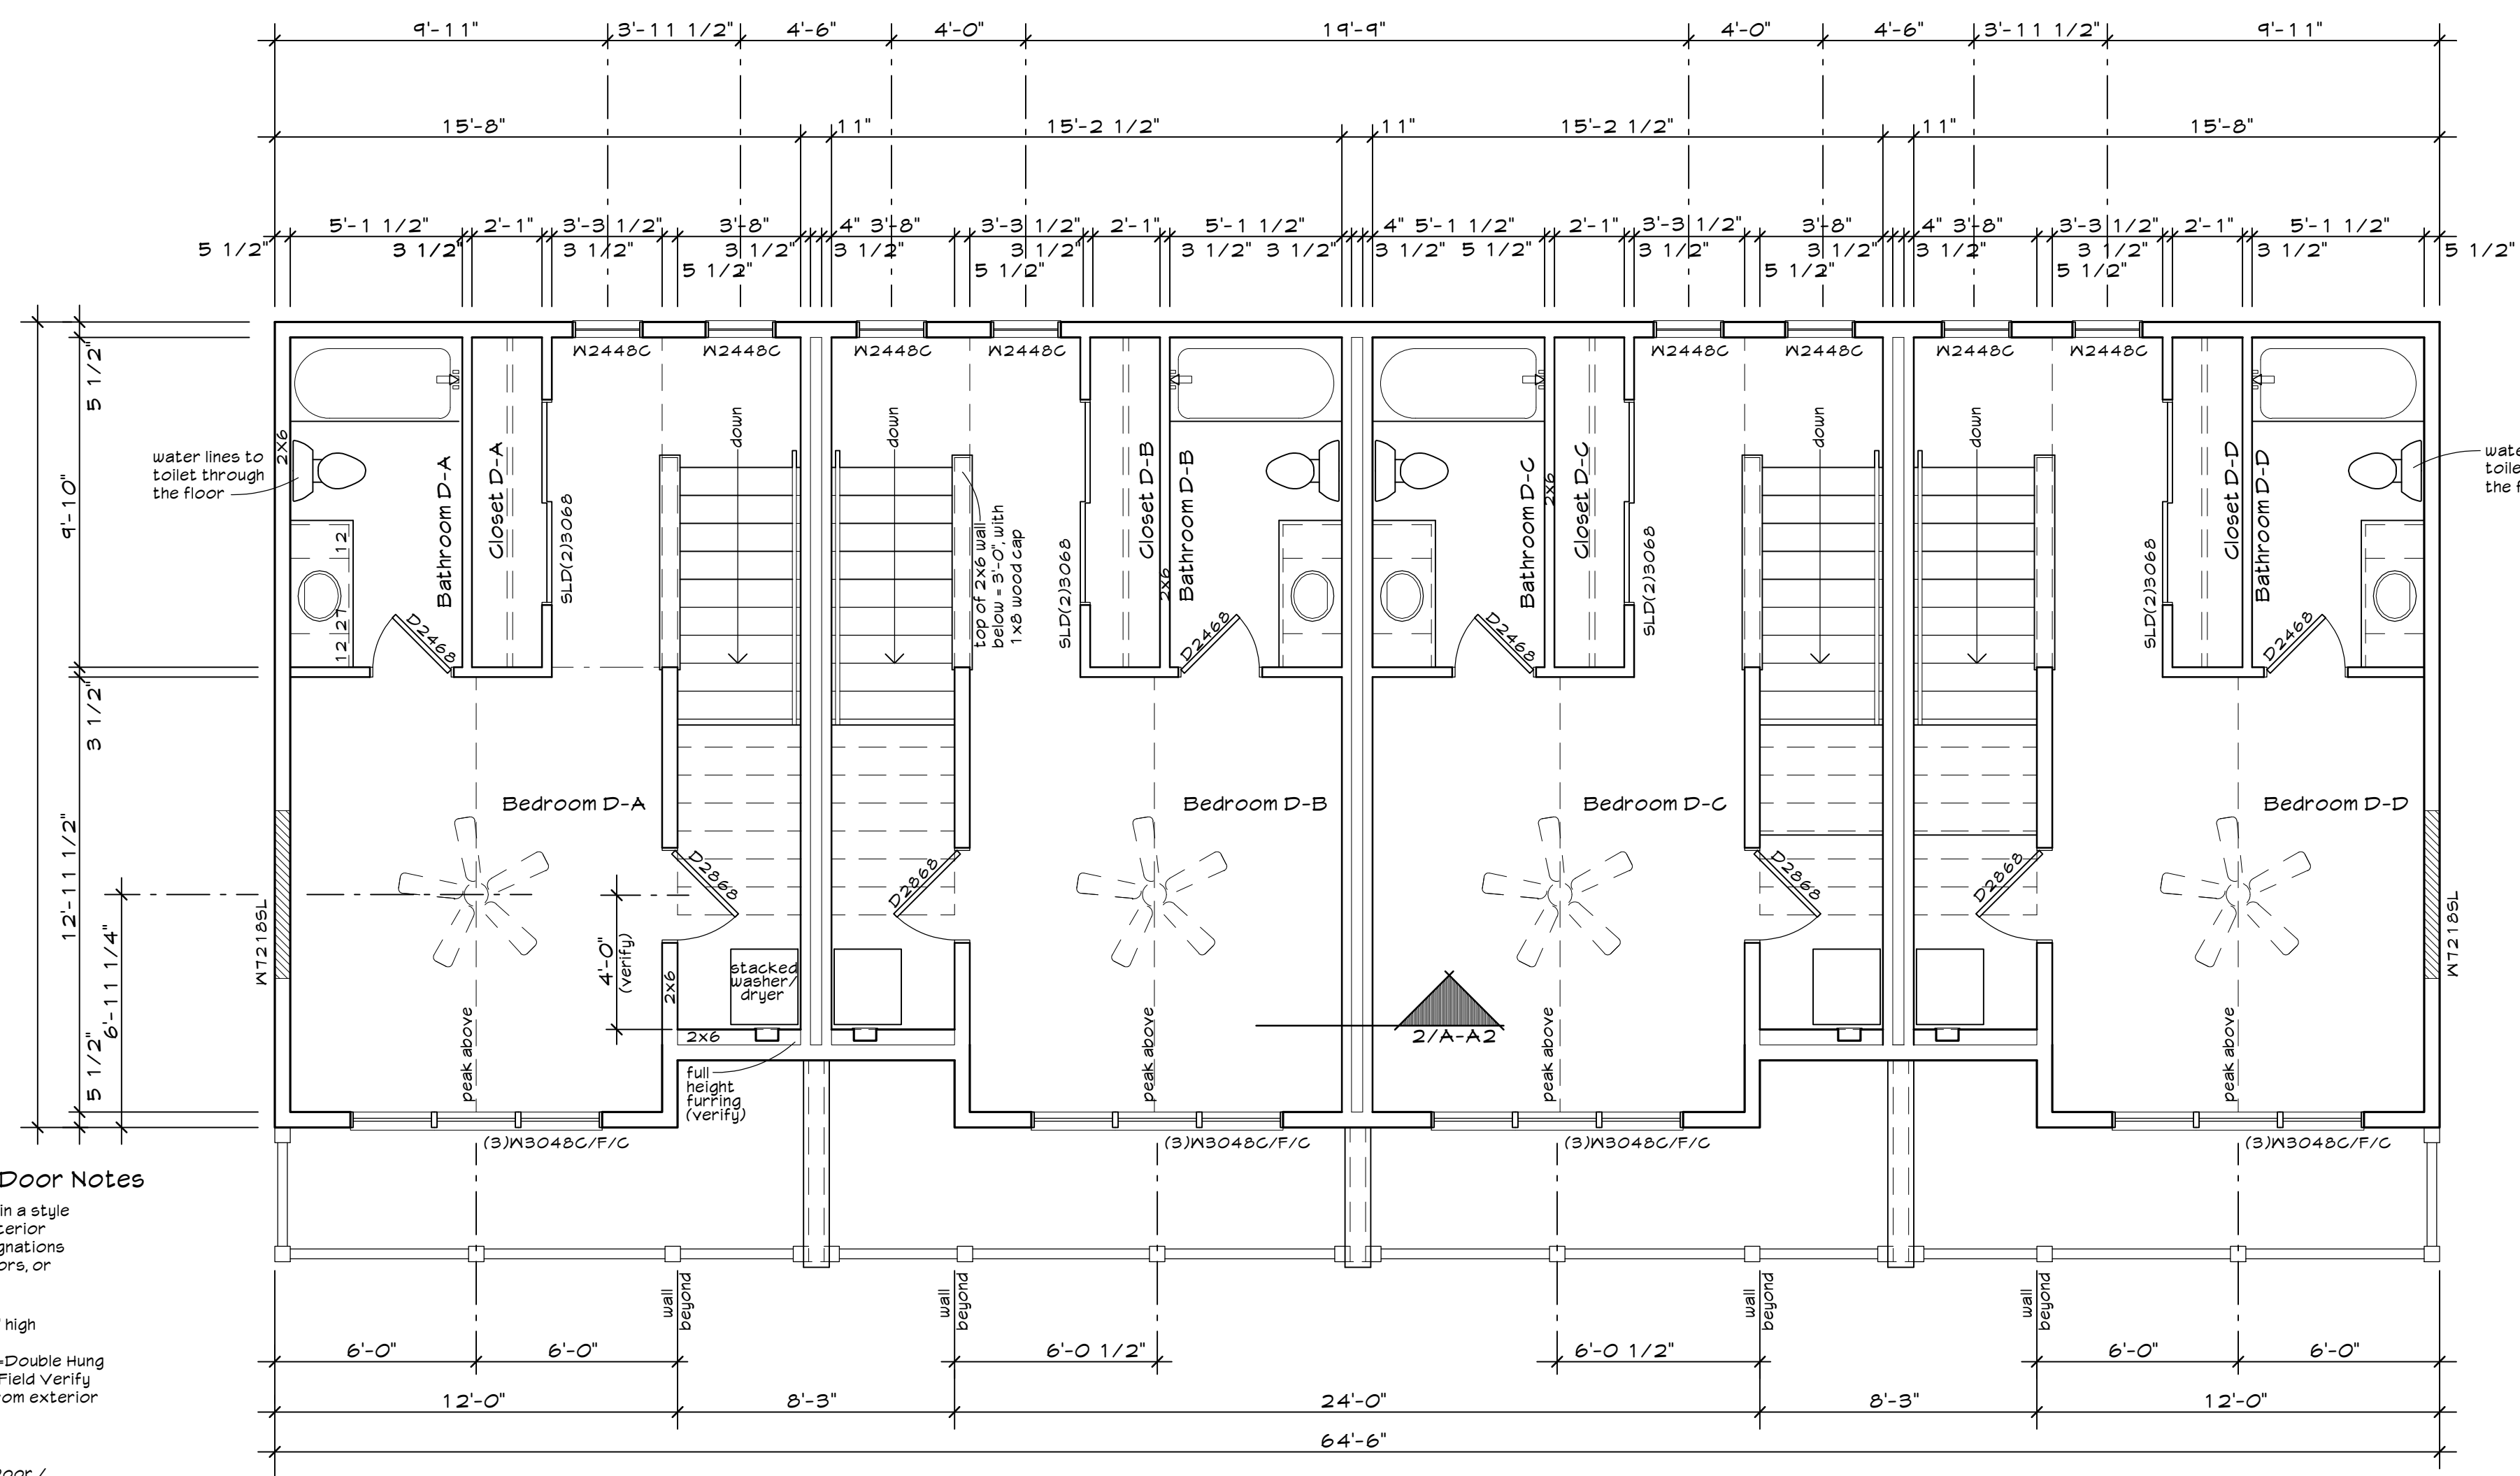 9'-11"
3'-11 1/2"
4'-6"
4'-0"
19'-9"
4'-0"
4'-6"
3'-11 1/2"
9'-11"
15'-8"
11"
15'-2 1/2"
11"
15'-2 1/2"
11"
15'-8"
5'-1 1/2"
2'-1"
3'-3 1/2"
3'-8"
4"
3'-8"
3'-3 1/2"
2'-1"
5'-1 1/2"
4"
5'-1 1/2"
2'-1"
3'-3 1/2"
3'-8"
4"
3'-8"
3'-3 1/2"
2'-1"
5'-1 1/2"
5 1/2"
3 1/2"
3 1/2"
3 1/2"
3 1/2"
3 1/2"
3 1/2"
3 1/2"
3 1/2"
5 1/2"
3 1/2"
3 1/2"
3 1/2"
3 1/2"
3 1/2"
5 1/2"
5 1/2"
5 1/2"
5 1/2"
5 1/2"
W2448C
W2448C
W2448C
W2448C
W2448C
W2448C
W2448C
W2448C
5 1/2"
9'-10"
3 1/2"
12'-11 1/2"
6'-11 1/4"
5 1/2"
water lines to
toilet through
the floor
2x6
Bathroom D-A
Closet D-A
SLD(2)3068
12
27
12
D2468
down
down
top of 2x6 wall
below = 3'-0", with
1x8 wood cap
SLD(2)3068
Closet D-B
2x6
Bathroom D-B
D2468
Bathroom D-C
2x6
Closet D-C
SLD(2)3068
D2468
down
down
SLD(2)3068
Closet D-D
Bathroom D-D
D2468
Bedroom D-A
Bedroom D-B
Bedroom D-C
Bedroom D-D
D2868
D2868
D2868
D2868
W7218SL
W7218SL
4'-0"
(verify)
2x6
stacked
washer/
dryer
2x6
full
height
furring
(verify)
peak above
peak above
peak above
peak above
2/A-A2
(3)W3048C/F/C
(3)W3048C/F/C
(3)W3048C/F/C
(3)W3048C/F/C
Door Notes
in a style
high
=Double Hung
Field Verify
exterior
wall
beyond
wall
beyond
wall
beyond
wall
beyond
6'-0"
6'-0"
6'-0 1/2"
6'-0 1/2"
6'-0"
6'-0"
12'-0"
8'-3"
24'-0"
8'-3"
12'-0"
64'-6"